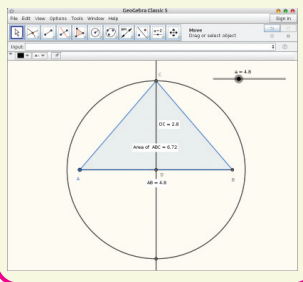 GeoGebra Classic 5
File Edit View Options Tools Window Help
Sign in
Move
Drag or select object
Input:
a = 4.8
C
DC = 2.8
Area of ABC = 6.72
A
D
B
AB = 4.8